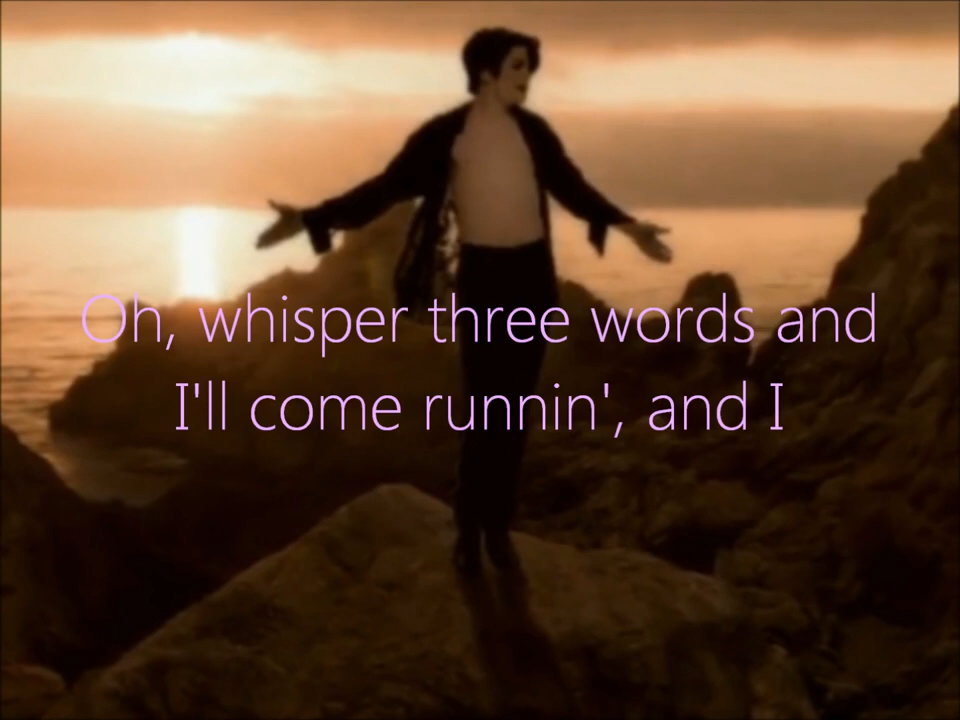 Oh, whisper three words and
I'll come runnin', and I